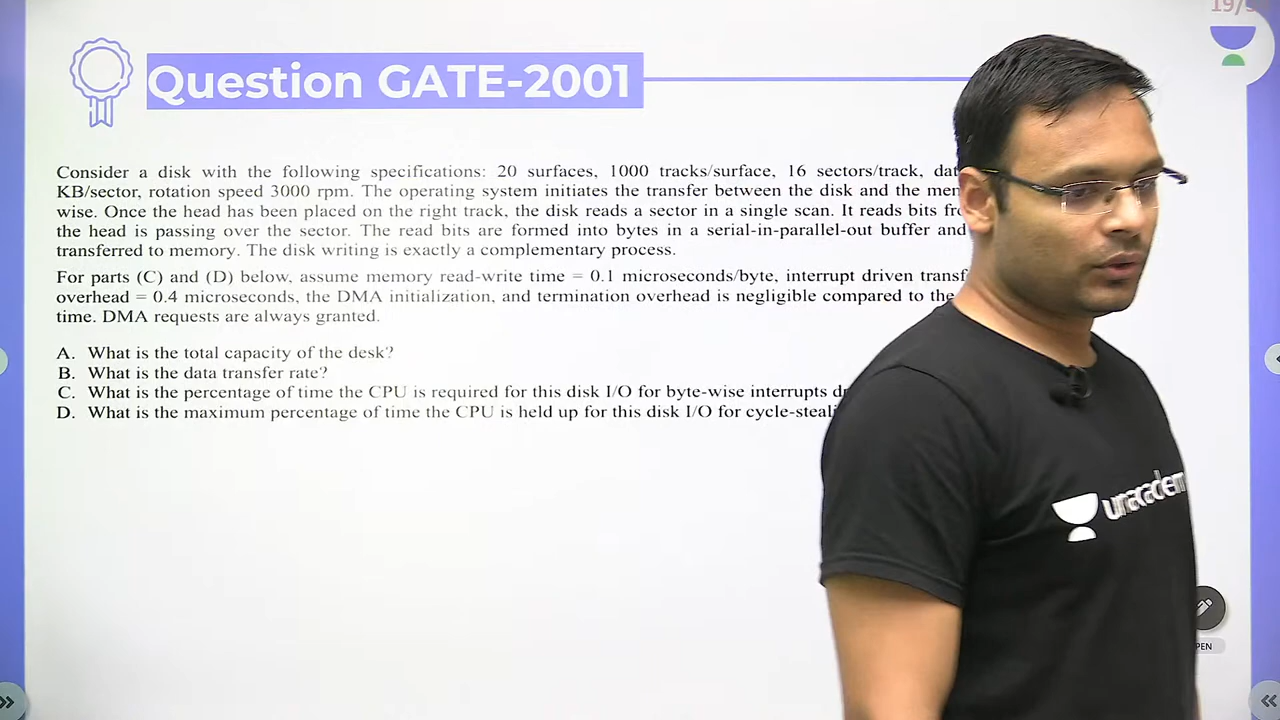 19/
Question GATE-2001
Consider a disk with the following specifications: 20 surfaces, 1000 tracks/surface, 16 sectors/track,
KB/sector, rotation speed 3000 rpm. The operating system initiates the transfer between the disk and the
wise. Once the head has been placed on the right track, the disk reads a sector in a single scan. It reads bits
the head is passing over the sector. The read bits are formed into bytes in a serial-in-parallel-out buffer and
transferred to memory. The disk writing is exactly a complementary process.
For parts (C) and (D) below, assume memory read-write time = 0.1 microseconds/byte, interrupt driven
overhead = 0.4 microseconds, the DMA initialization, and termination overhead is negligible compared to the
time. DMA requests are always granted.
A. What is the total capacity of the desk?
B. What is the data transfer rate?
C. What is the percentage of time the CPU is required for this disk I/O for byte-wise interrupts
D. What is the maximum percentage of time the CPU is held up for this disk I/O for
unacadem
PEN